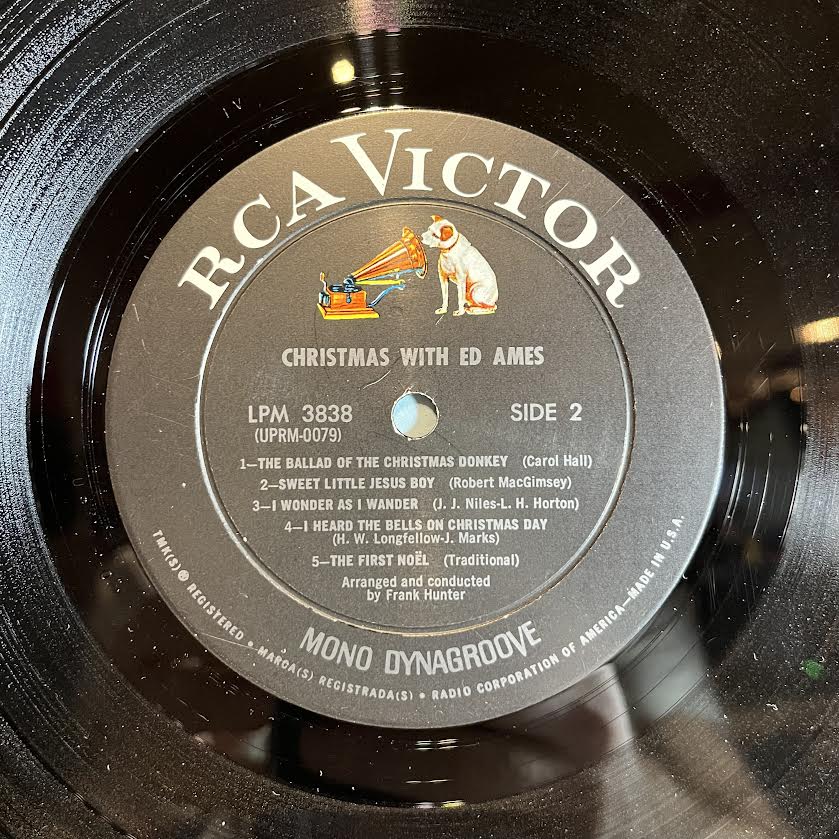 RCA VICTOR
CHRISTMAS WITH ED AMES
LPM 3838 SIDE 2
(UPRM-0079)
1—THE BALLAD OF THE CHRISTMAS DONKEY (Carol Hall)
2—SWEET LITTLE JESUS BOY (Robert MacGimsey)
3—I WONDER AS I WANDER (J. J. Niles-L. H. Horton)
4—I HEARD THE BELLS ON CHRISTMAS DAY
(H. W. Longfellow-J. Marks)
5—THE FIRST NOËL (Traditional)
Arranged and conducted
by Frank Hunter
MONO DYNAGROOVE
TMK(S) ® REGISTERED • MARCA(S) REGISTRADA(S) • RADIO CORPORATION OF AMERICA—MADE IN U.S.A.